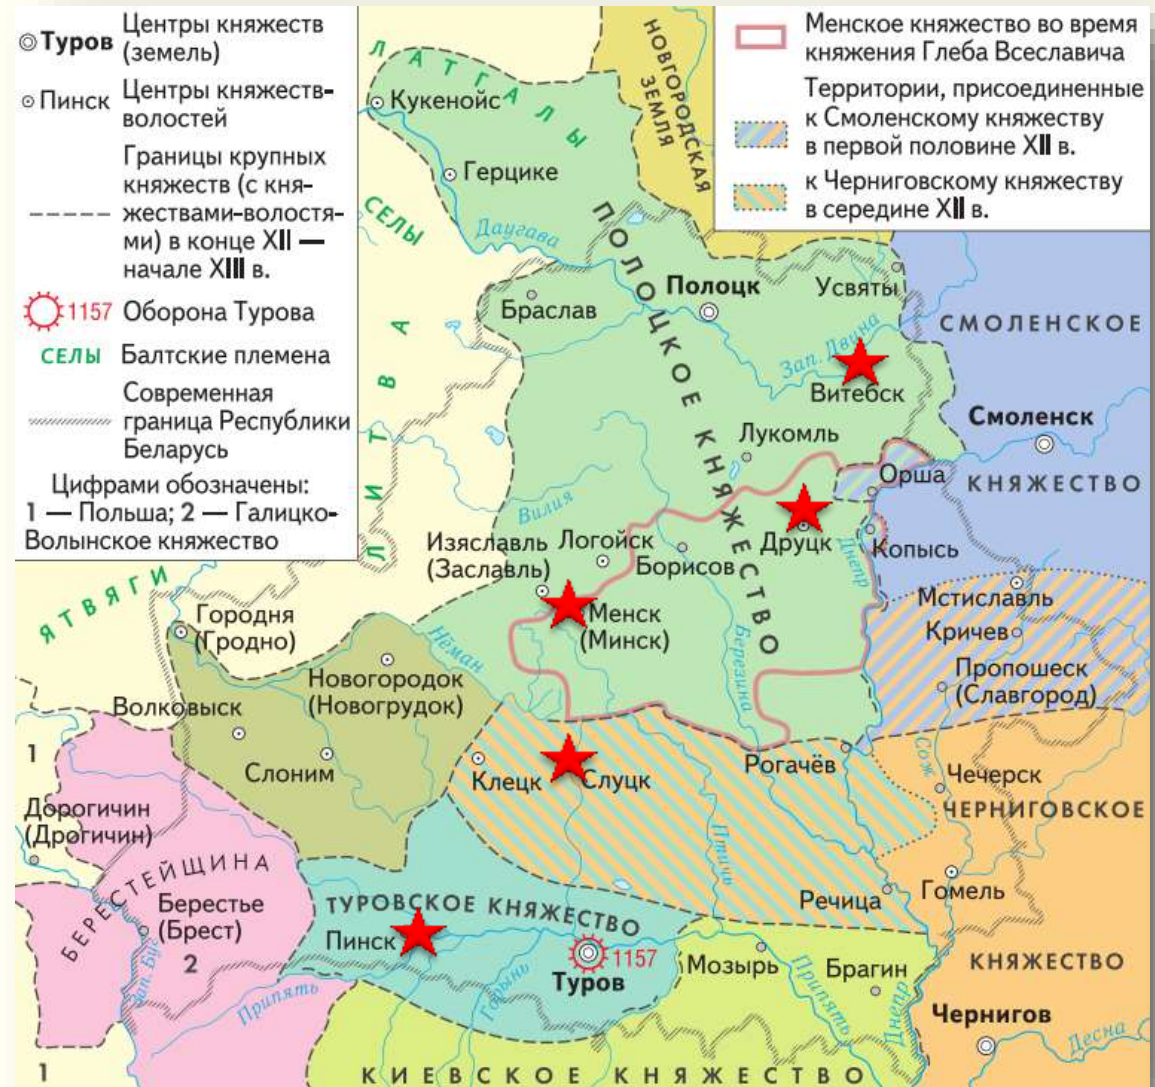 Туров
Центры княжеств
(земель)
Пинск
Центры княжеств-
волостей
Границы крупных
княжеств (с кня-
жествами-волостя-
ми) в конце XII —
начале XIII в.
1157 Оборона Турова
СЕЛЫ Балтские племена
Современная
граница Республики
Беларусь
Цифрами обозначены:
1 — Польша; 2 — Галицко-
Волынское княжество
Менское княжество во время
княжения Глеба Всеславича
Территории, присоединенные
к Смоленскому княжеству
в первой половине XII в.
к Черниговскому княжеству
в середине XII в.
ЛАТГАЛЫ
НОВГОРОДСКАЯ
ЗЕМЛЯ
Кукенойс
Герцике
СЕЛЫ
Даугава
ПОЛОЦКОЕ КНЯЖЕСТВО
Браслав
Полоцк
Усвяты
Зап. Двина
Витебск
СМОЛЕНСКОЕ
Смоленск
КНЯЖЕСТВО
ЛИТВА
Лукомль
Орша
Вилия
Изяславль
(Заславль)
Логойск
Борисов
Друцк
Днепр
Копысь
Менск
(Минск)
Березина
Мстиславль
Кричев
Пропошеск
(Славгород)
ЯТВЯГИ
Городня
(Гродно)
Нёман
Новогородок
(Новогрудок)
Волковыск
Слоним
Клецк
Слуцк
Рогачёв
Сож
Чечерск
ЧЕРНИГОВСКОЕ
1
Дорогичин
(Дрогичин)
БЕРЕСТЕЙЩИНА
Берестье
(Брест)
2
Зап. Буг
ТУРОВСКОЕ КНЯЖЕСТВО
Пинск
1157
Туров
Птичь
Речица
Гомель
Мозырь
Брагин
КНЯЖЕСТВО
Припять
Горынь
Припять
Днепр
Чернигов
Десна
1
КИЕВСКОЕ КНЯЖЕСТВО